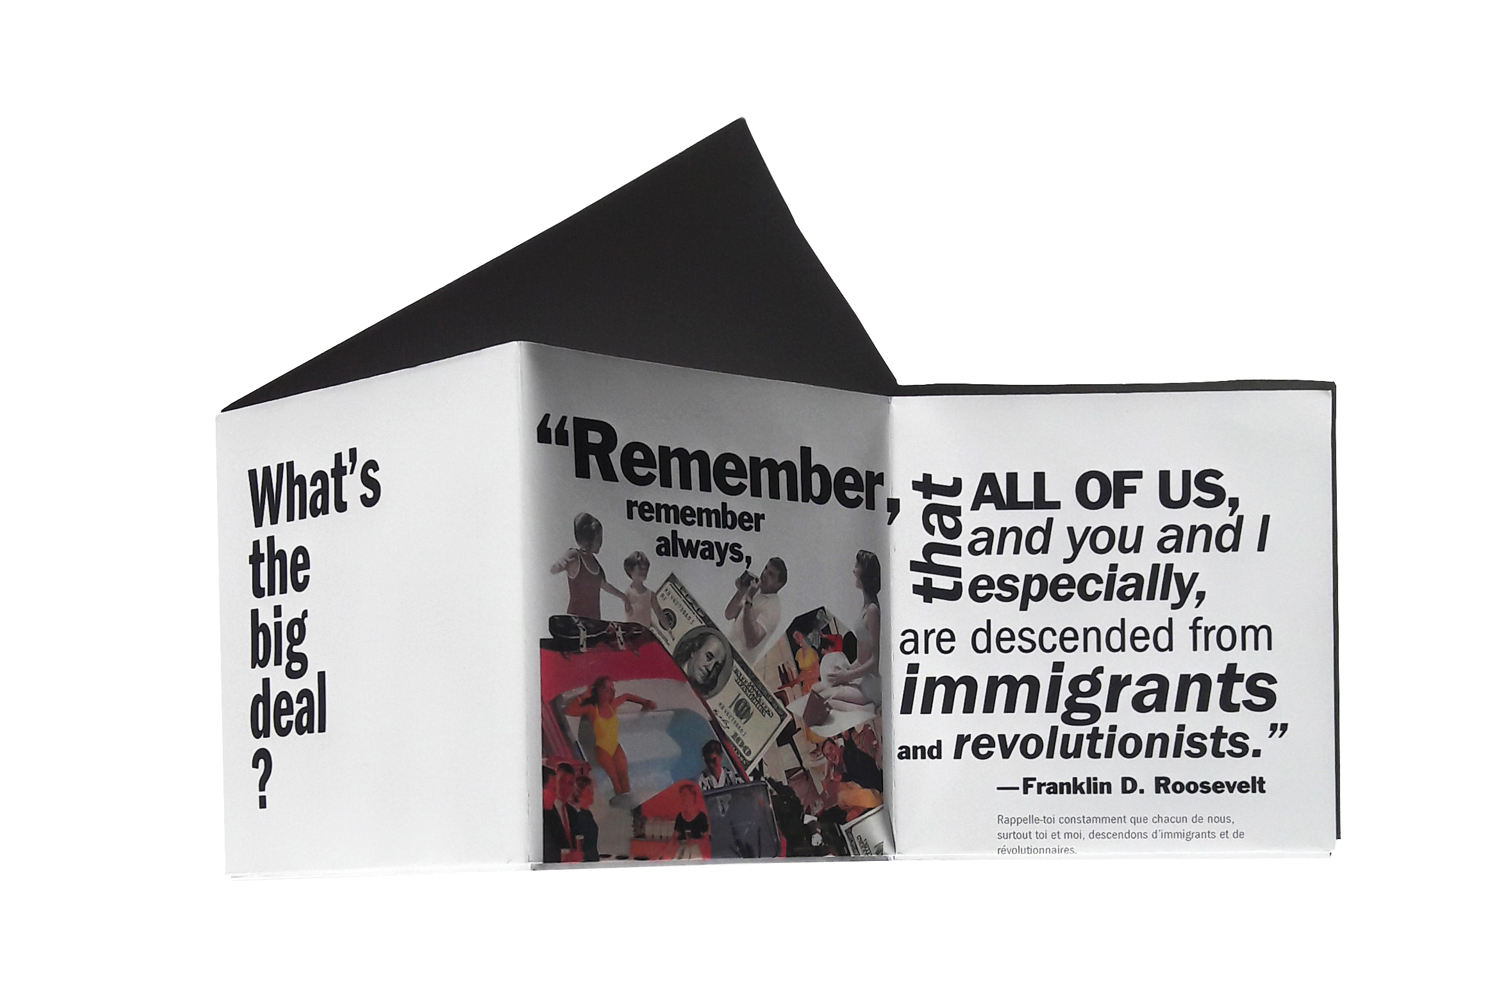 What's
the
big
deal
?
“Remember,
remember
always,
that
ALL OF US,
and you and I
especially,
are descended from
immigrants
and revolutionists.”
—Franklin D. Roosevelt
Rappelle-toi constamment que chacun de nous,
surtout toi et moi, descendons d'immigrants et de
révolutionnaires.
100